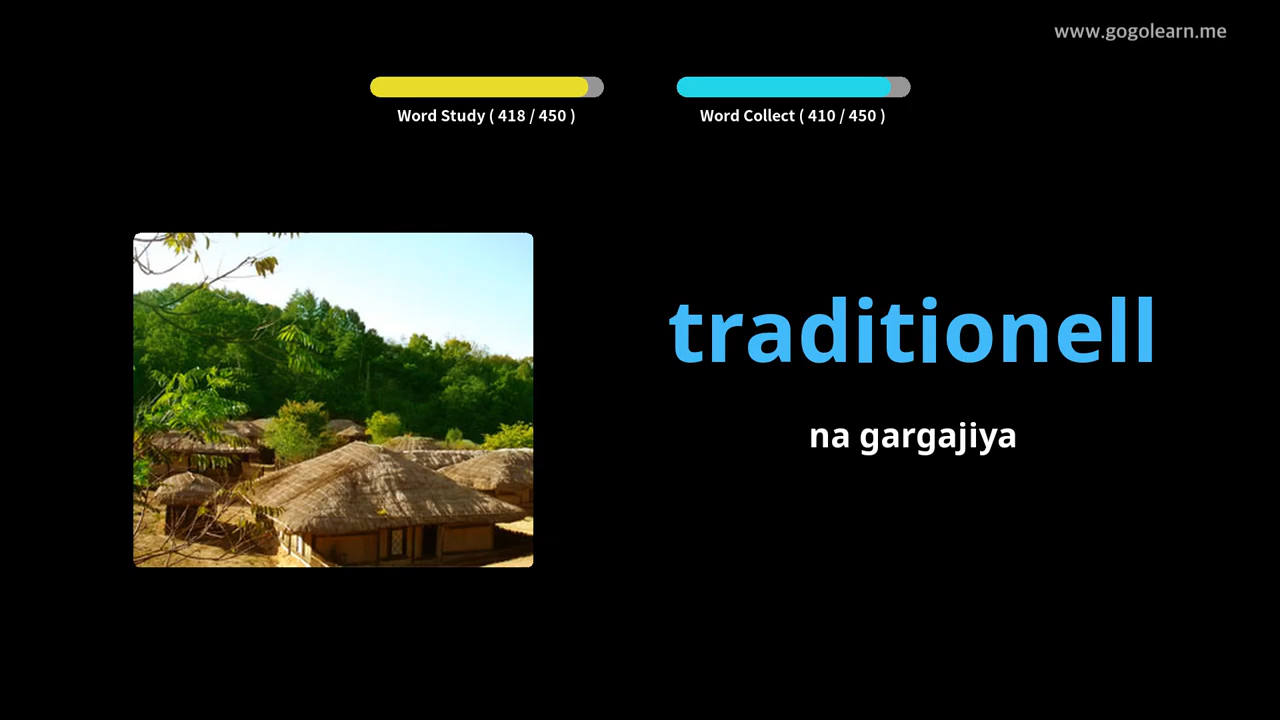 www.gogolearn.me
Word Study ( 418 / 450 )
Word Collect ( 410 / 450 )
traditionell
na gargajiya